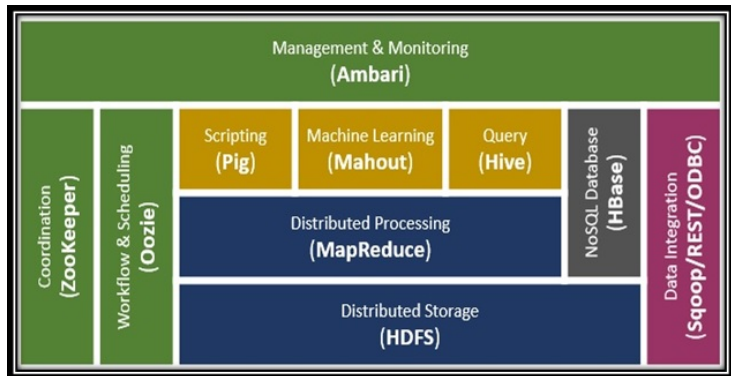 Management & Monitoring
(Ambari)
Coordination
(ZooKeeper)
Workflow & Scheduling
(Oozie)
Scripting
(Pig)
Machine Learning
(Mahout)
Query
(Hive)
NoSQL Database
(HBase)
Data Integration
(Sqoop/REST/ODBC)
Distributed Processing
(MapReduce)
Distributed Storage
(HDFS)